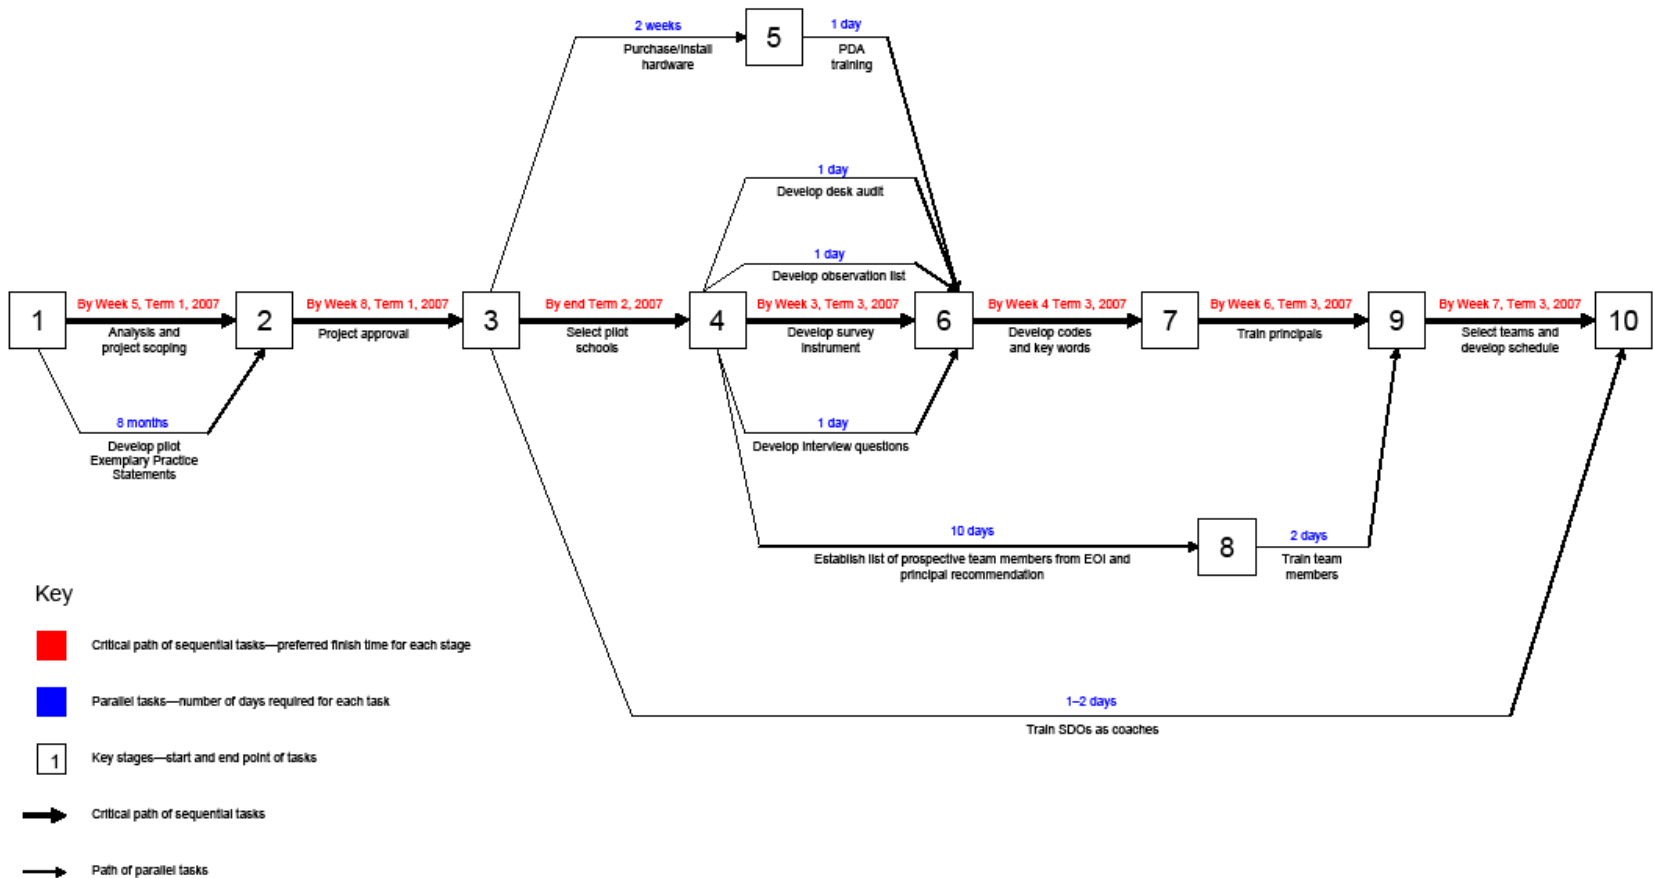 2 weeks
Purchase/install
hardware
5
1 day
PDA
training
1 day
Develop desk audit
1 day
Develop observation list
1
By Week 5, Term 1, 2007
Analysis and
project scoping
2
By Week 8, Term 1, 2007
Project approval
3
By end Term 2, 2007
Select pilot
schools
4
By Week 3, Term 3, 2007
Develop survey
instrument
6
By Week 4 Term 3, 2007
Develop codes
and key words
7
By Week 6, Term 3, 2007
Train principals
9
By Week 7, Term 3, 2007
Select teams and
develop schedule
10
8 months
Develop pilot
Exemplary Practice
Statements
1 day
Develop interview questions
10 days
Establish list of prospective team members from EOI and
principal recommendation
8
2 days
Train team
members
1–2 days
Train SDOs as coaches
Key
Critical path of sequential tasks—preferred finish time for each stage
Parallel tasks—number of days required for each task
1
Key stages—start and end point of tasks
Critical path of sequential tasks
Path of parallel tasks